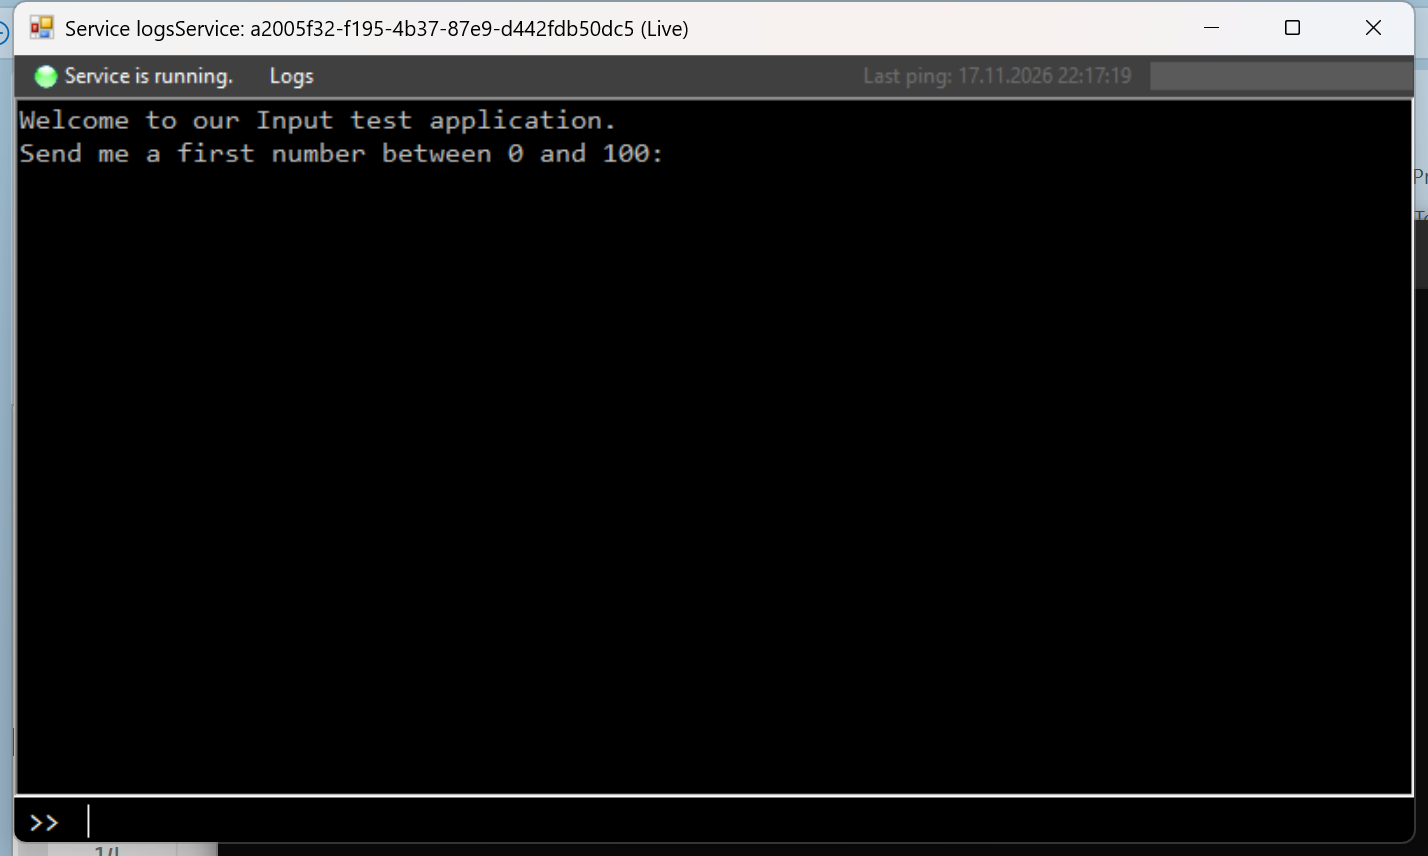 Service logsService: a2005f32-f195-4b37-87e9-d442fdb50dc5 (Live)
Service is running. Logs Last ping: 17.11.2026 22:17:19
Welcome to our Input test application.
Send me a first number between 0 and 100:
>>